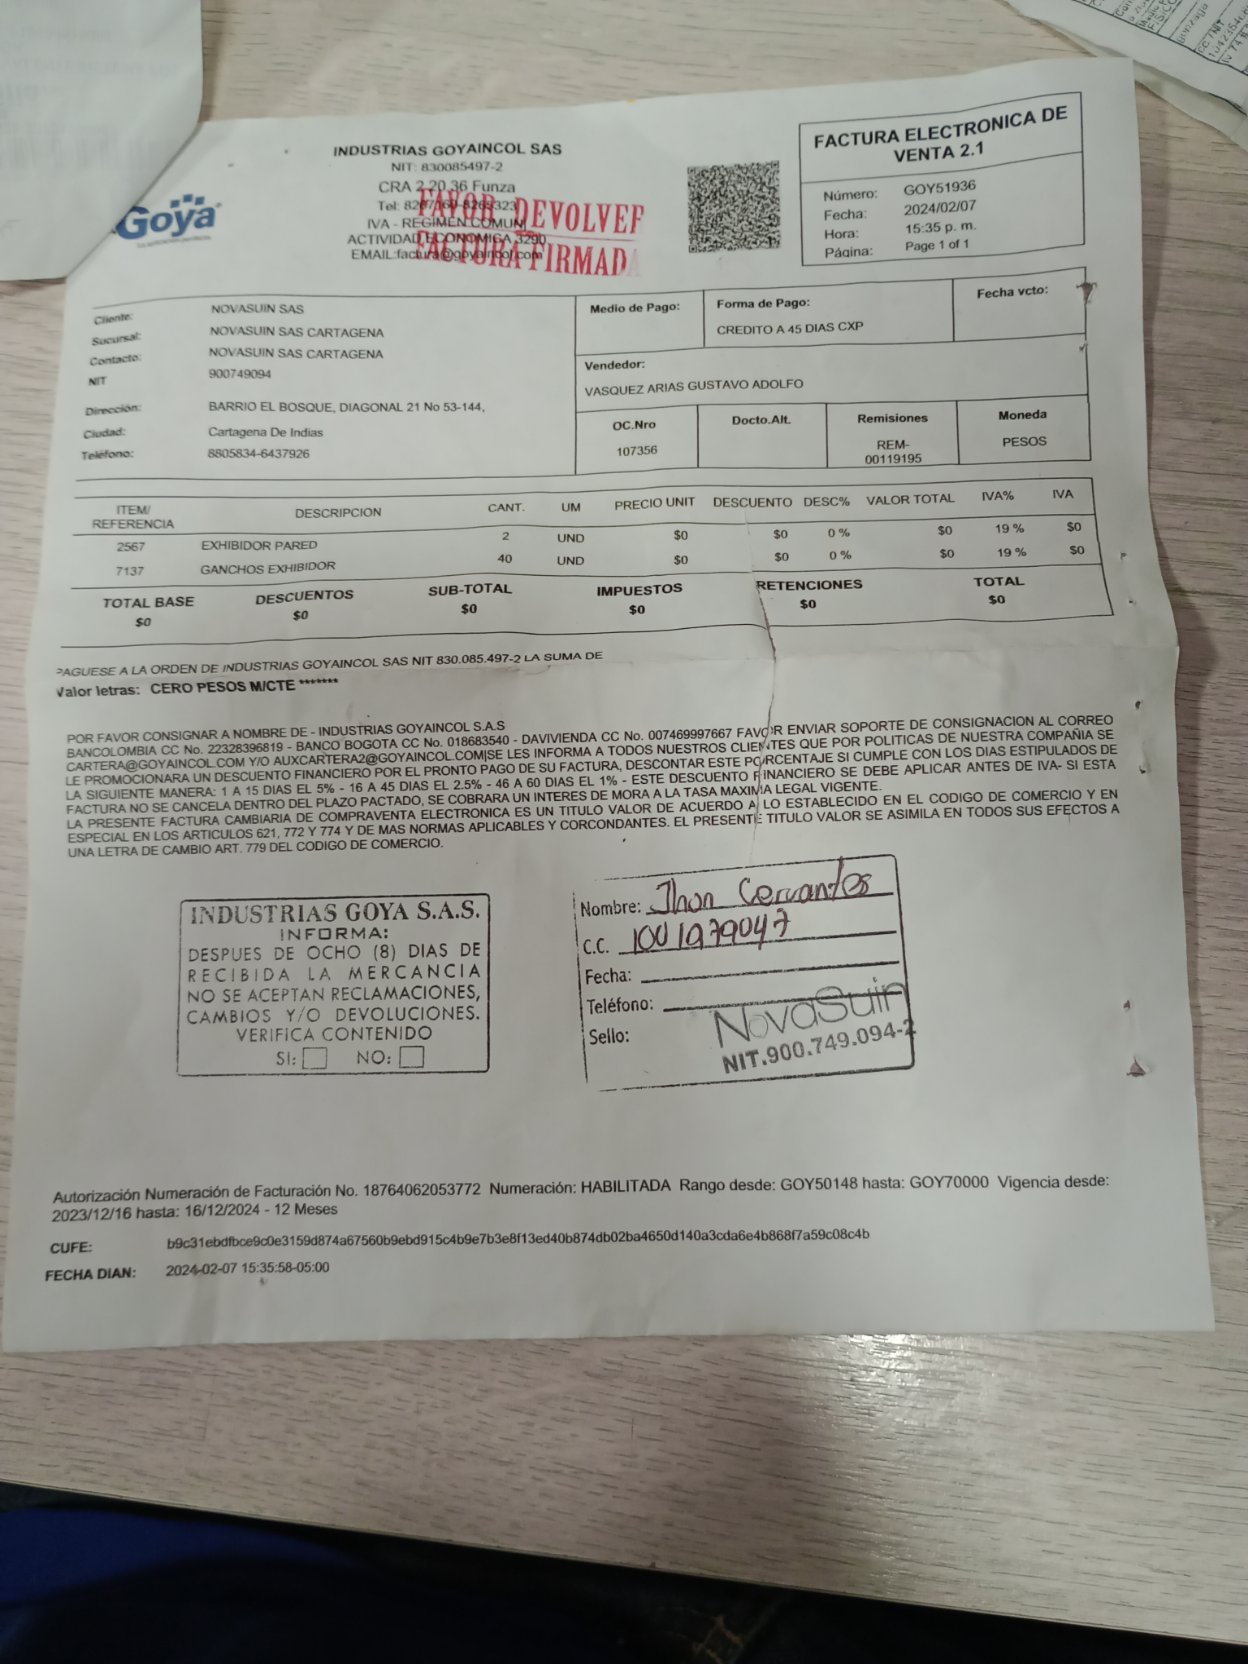 INDUSTRIAS GOYAINCOL SAS
NIT: 830085497-2
CRA 2 20 36 Funza
IVA - REGIMEN COMUN
ACTIVIDAD ECONOMICA 3290
EMAIL:factura@goyaincol.com
FAVOR DEVOLVER
FACTURA FIRMADA
Goya
FACTURA ELECTRONICA DE
VENTA 2.1
Número: GOY51936
Fecha: 2024/02/07
Hora: 15:35 p. m.
Página: Page 1 of 1
Cliente: NOVASUIN SAS
Sucursal: NOVASUIN SAS CARTAGENA
Contacto: NOVASUIN SAS CARTAGENA
NIT 900749094
Dirección: BARRIO EL BOSQUE, DIAGONAL 21 No 53-144,
Ciudad: Cartagena De Indias
Teléfono: 8805834-6437926
Medio de Pago: Forma de Pago: Fecha vcto:
CREDITO A 45 DIAS CXP
Vendedor:
VASQUEZ ARIAS GUSTAVO ADOLFO
OC.Nro Docto.Alt. Remisiones Moneda
107356 REM-00119195 PESOS
ITEM/ REFERENCIA DESCRIPCION CANT. UM PRECIO UNIT DESCUENTO DESC% VALOR TOTAL IVA% IVA
2567 EXHIBIDOR PARED 2 UND $0 $0 0 % $0 19 % $0
7137 GANCHOS EXHIBIDOR 40 UND $0 $0 0 % $0 19 % $0
TOTAL BASE DESCUENTOS SUB-TOTAL IMPUESTOS RETENCIONES TOTAL
$0 $0 $0 $0 $0 $0
PAGUESE A LA ORDEN DE INDUSTRIAS GOYAINCOL SAS NIT 830.085.497-2 LA SUMA DE
Valor letras: CERO PESOS M/CTE *******
POR FAVOR CONSIGNAR A NOMBRE DE - INDUSTRIAS GOYAINCOL S.A.S
BANCOLOMBIA CC No. 22328396819 - BANCO BOGOTA CC No. 018683540 - DAVIVIENDA CC No. 007469997667 FAVOR ENVIAR SOPORTE DE CONSIGNACION AL CORREO
CARTERA@GOYAINCOL.COM Y/O AUXCARTERA2@GOYAINCOL.COM|SE LES INFORMA A TODOS NUESTROS CLIENTES QUE POR POLITICAS DE NUESTRA COMPAÑIA SE
LE PROMOCIONARA UN DESCUENTO FINANCIERO POR EL PRONTO PAGO DE SU FACTURA, DESCONTAR ESTE PORCENTAJE SI CUMPLE CON LOS DIAS ESTIPULADOS DE
LA SIGUIENTE MANERA: 1 A 15 DIAS EL 5% - 16 A 45 DIAS EL 2.5% - 46 A 60 DIAS EL 1% - ESTE DESCUENTO FINANCIERO SE DEBE APLICAR ANTES DE IVA- SI ESTA
FACTURA NO SE CANCELA DENTRO DEL PLAZO PACTADO, SE COBRARA UN INTERES DE MORA A LA TASA MAXIMA LEGAL VIGENTE.
LA PRESENTE FACTURA CAMBIARIA DE COMPRAVENTA ELECTRONICA ES UN TITULO VALOR DE ACUERDO A LO ESTABLECIDO EN EL CODIGO DE COMERCIO Y EN
ESPECIAL EN LOS ARTICULOS 621, 772 Y 774 Y DE MAS NORMAS APLICABLES Y CORCONDANTES. EL PRESENTE TITULO VALOR SE ASIMILA EN TODOS SUS EFECTOS A
UNA LETRA DE CAMBIO ART. 779 DEL CODIGO DE COMERCIO.
INDUSTRIAS GOYA S.A.S.
INFORMA:
DESPUES DE OCHO (8) DIAS DE
RECIBIDA LA MERCANCIA
NO SE ACEPTAN RECLAMACIONES,
CAMBIOS Y/O DEVOLUCIONES.
VERIFICA CONTENIDO
SI: NO:
Nombre: Jhon Cervantes
C.C. 1001979047
Fecha:
Teléfono:
Sello:
NovaSuin
NIT.900.749.094-2
Autorización Numeración de Facturación No. 18764062053772 Numeración: HABILITADA Rango desde: GOY50148 hasta: GOY70000 Vigencia desde:
2023/12/16 hasta: 16/12/2024 - 12 Meses
CUFE: b9c31ebdfbce9c0e3159d874a67560b9ebd915c4b9e7b3e8f13ed40b874db02ba4650d140a3cda6e4b868f7a59c08c4b
FECHA DIAN: 2024-02-07 15:35:58-05:00